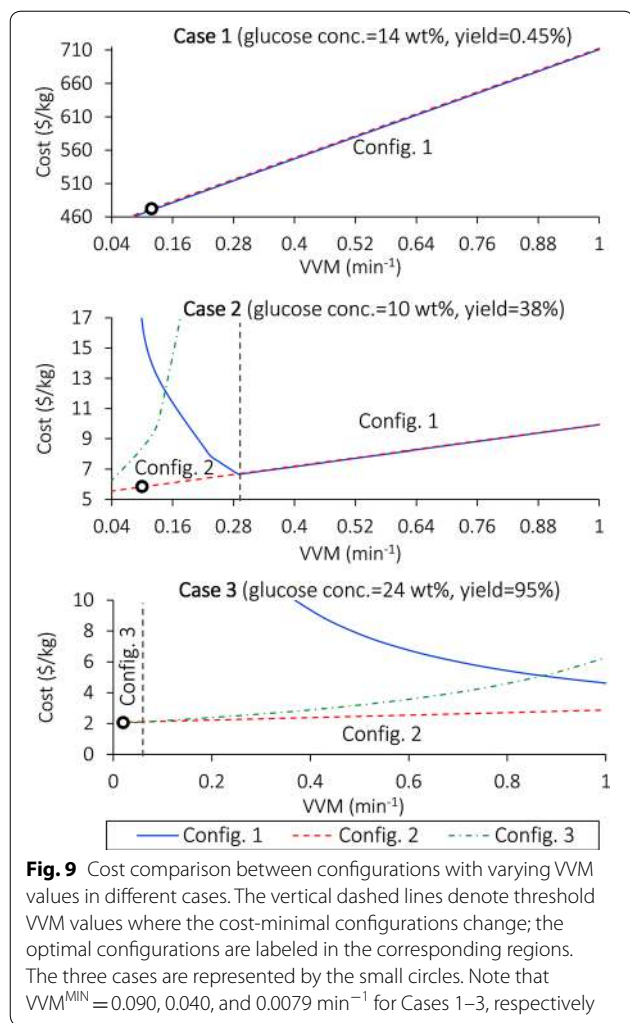 Case 1 (glucose conc.=14 wt%, yield=0.45%)
710
660
610
560
510
460
Cost ($/kg)
Config. 1
0.04 0.16 0.28 0.4 0.52 0.64 0.76 0.88 1
VVM (min⁻¹)
Case 2 (glucose conc.=10 wt%, yield=38%)
17
15
13
11
9
7
5
Cost ($/kg)
Config. 1
Config. 2
0.04 0.16 0.28 0.4 0.52 0.64 0.76 0.88 1
VVM (min⁻¹)
Case 3 (glucose conc.=24 wt%, yield=95%)
10
8
6
4
2
0
Cost ($/kg)
Config. 3
Config. 2
0 0.2 0.4 0.6 0.8 1
VVM (min⁻¹)
Config. 1 Config. 2 Config. 3
Fig. 9 Cost comparison between configurations with varying VVM
values in different cases. The vertical dashed lines denote threshold
VVM values where the cost-minimal configurations change; the
optimal configurations are labeled in the corresponding regions.
The three cases are represented by the small circles. Note that
VVMᴹᴵᴺ = 0.090, 0.040, and 0.0079 min⁻¹ for Cases 1–3, respectively